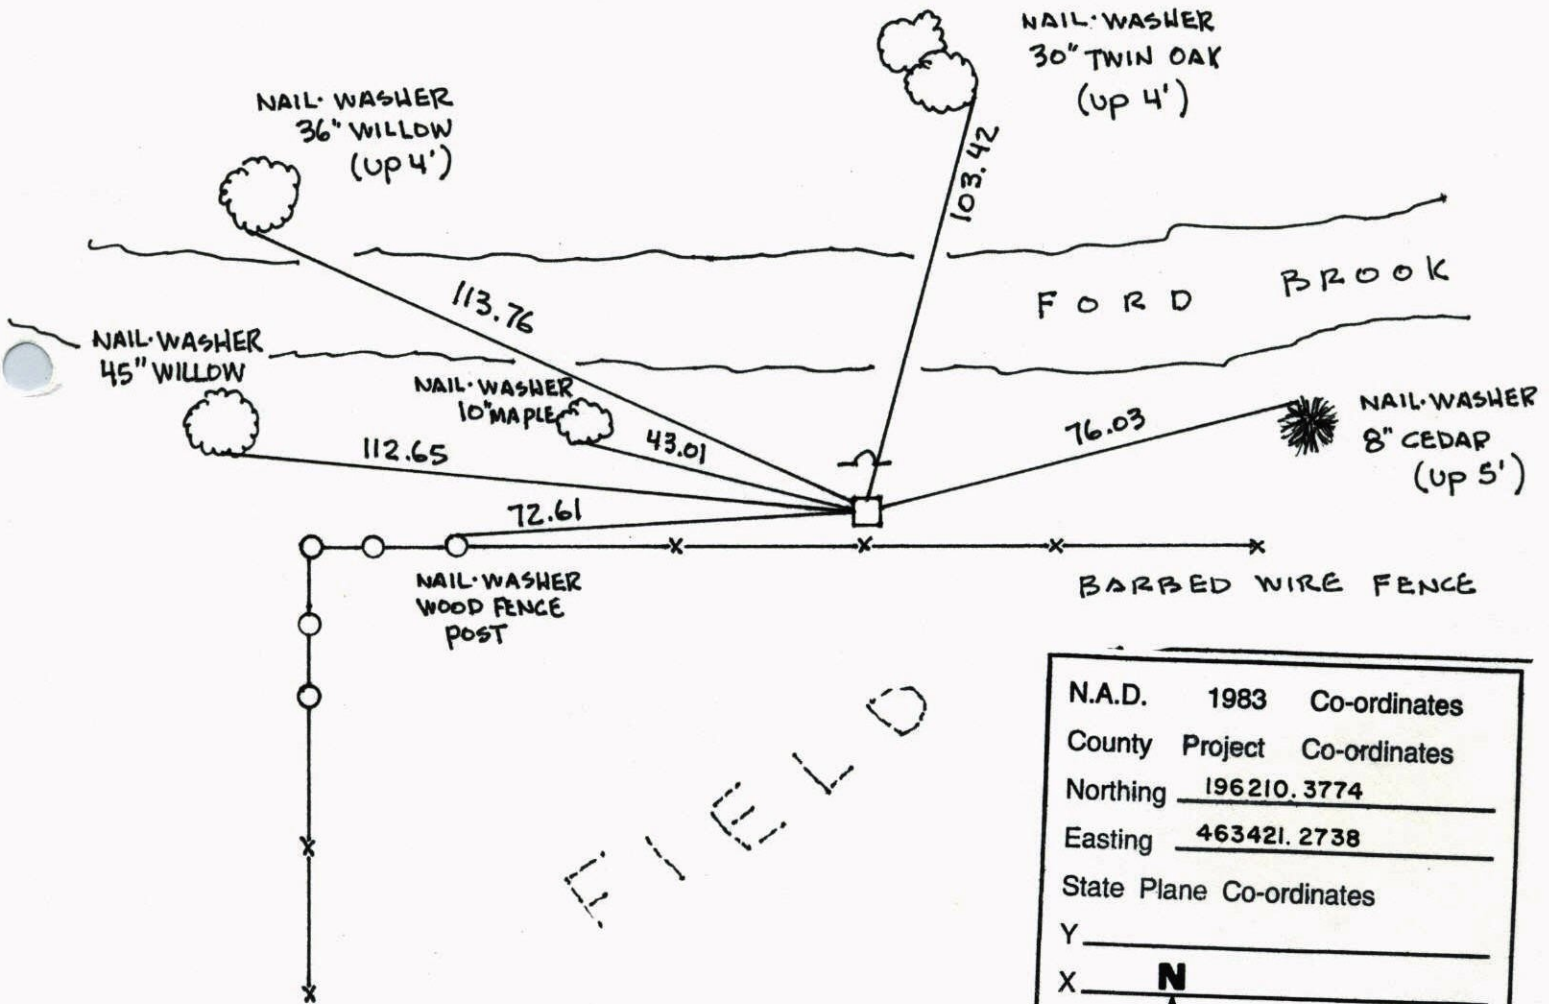 NAIL·WASHER
30" TWIN OAK
(UP 4')
NAIL·WASHER
36" WILLOW
(UP 4')
103.42
FORD BROOK
113.76
NAIL·WASHER
45" WILLOW
NAIL·WASHER
10" MAPLE
43.01
76.03
NAIL·WASHER
8" CEDAR
(UP 5')
112.65
72.61
NAIL·WASHER
WOOD FENCE
POST
BARBED WIRE FENCE
FIELD
N.A.D. 1983 Co-ordinates
County Project Co-ordinates
Northing 196210.3774
Easting 463421.2738
State Plane Co-ordinates
Y
X
N